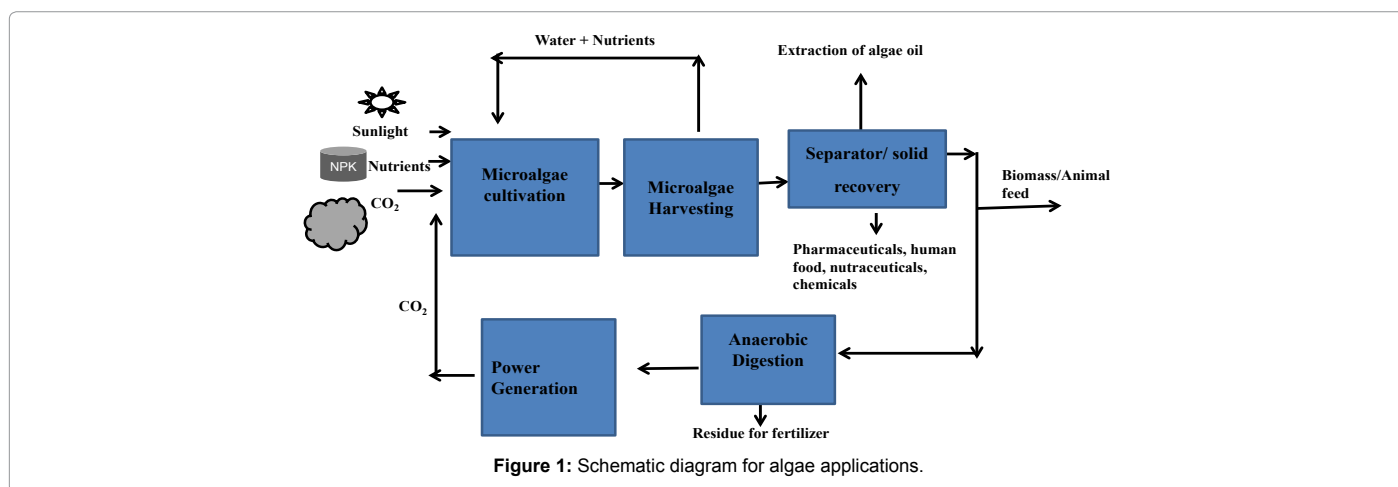 Water + Nutrients
Extraction of algae oil
Sunlight
NPK
Nutrients
CO₂
Microalgae
cultivation
Microalgae
Harvesting
Separator/ solid
recovery
Biomass/Animal
feed
Pharmaceuticals, human
food, nutraceuticals,
chemicals
CO₂
Power
Generation
Anaerobic
Digestion
Residue for fertilizer
Figure 1: Schematic diagram for algae applications.